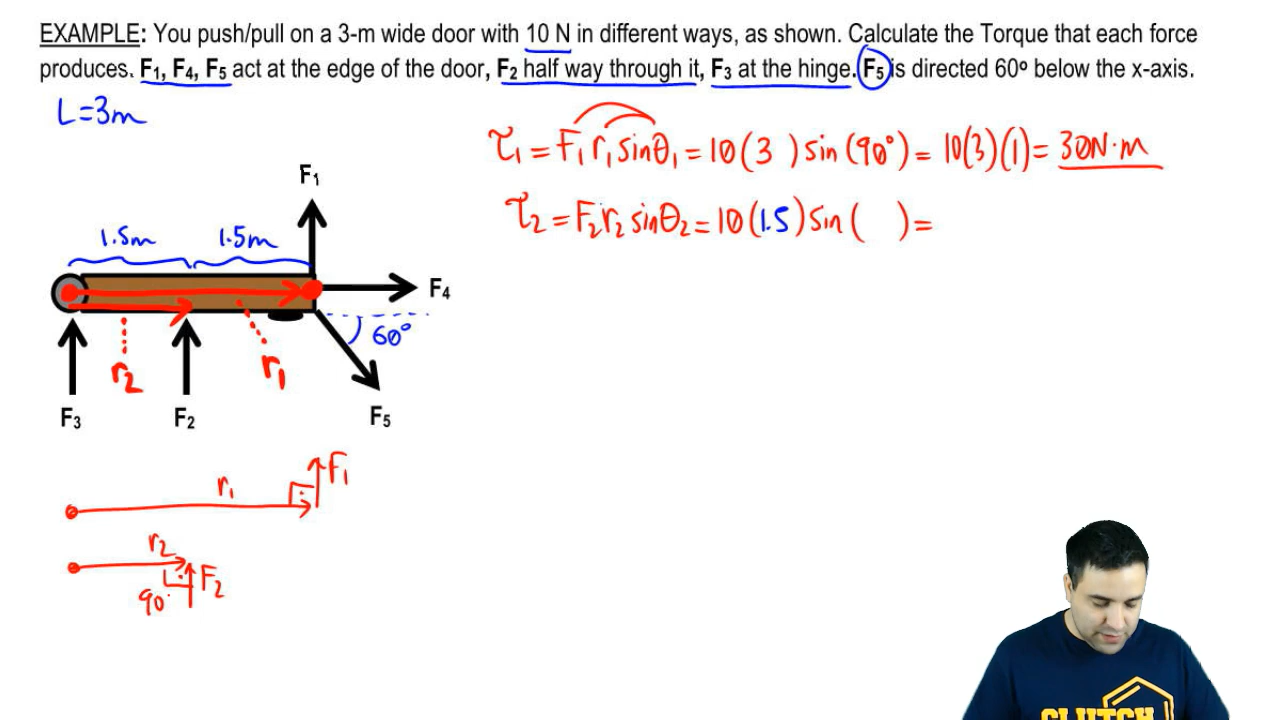 EXAMPLE: You push/pull on a 3-m wide door with 10 N in different ways, as shown. Calculate the Torque that each force
produces. F₁, F₄, F₅ act at the edge of the door, F₂ half way through it, F₃ at the hinge. F₅ is directed 60º below the x-axis.
L=3m
τ₁ = F₁ r₁ sinθ₁ = 10(3 ) sin(90°) = 10(3)(1) = 30N·m
F₁
τ₂ = F₂ r₂ sinθ₂ = 10(1.5) sin( ) =
1.5m 1.5m
F₄
60°
r₂ r₁
F₃ F₂ F₅
r₁ F₁
r₂
F₂
90°
CLUTCH